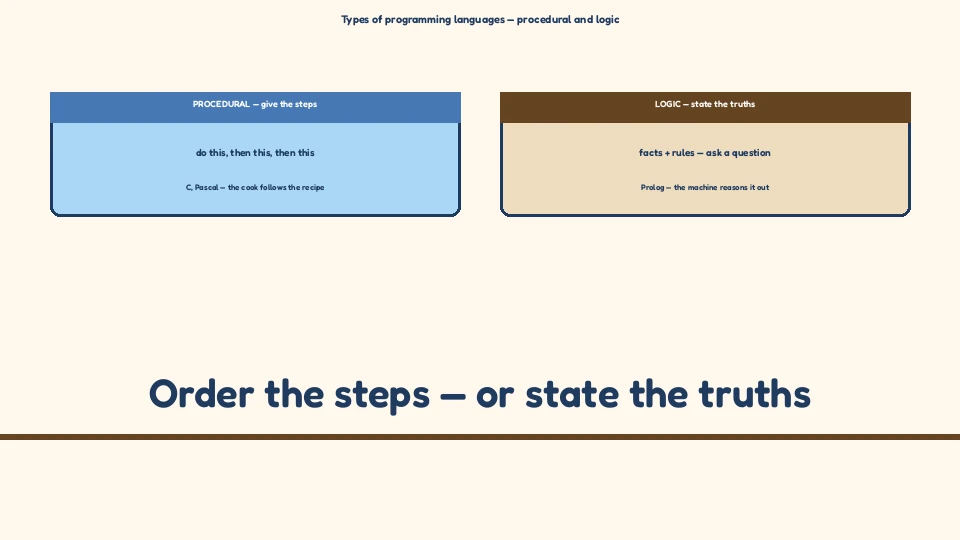 Types of programming languages — procedural and logic
PROCEDURAL — give the steps
do this, then this, then this
C, Pascal — the cook follows the recipe
LOGIC — state the truths
facts + rules — ask a question
Prolog — the machine reasons it out
Order the steps — or state the truths